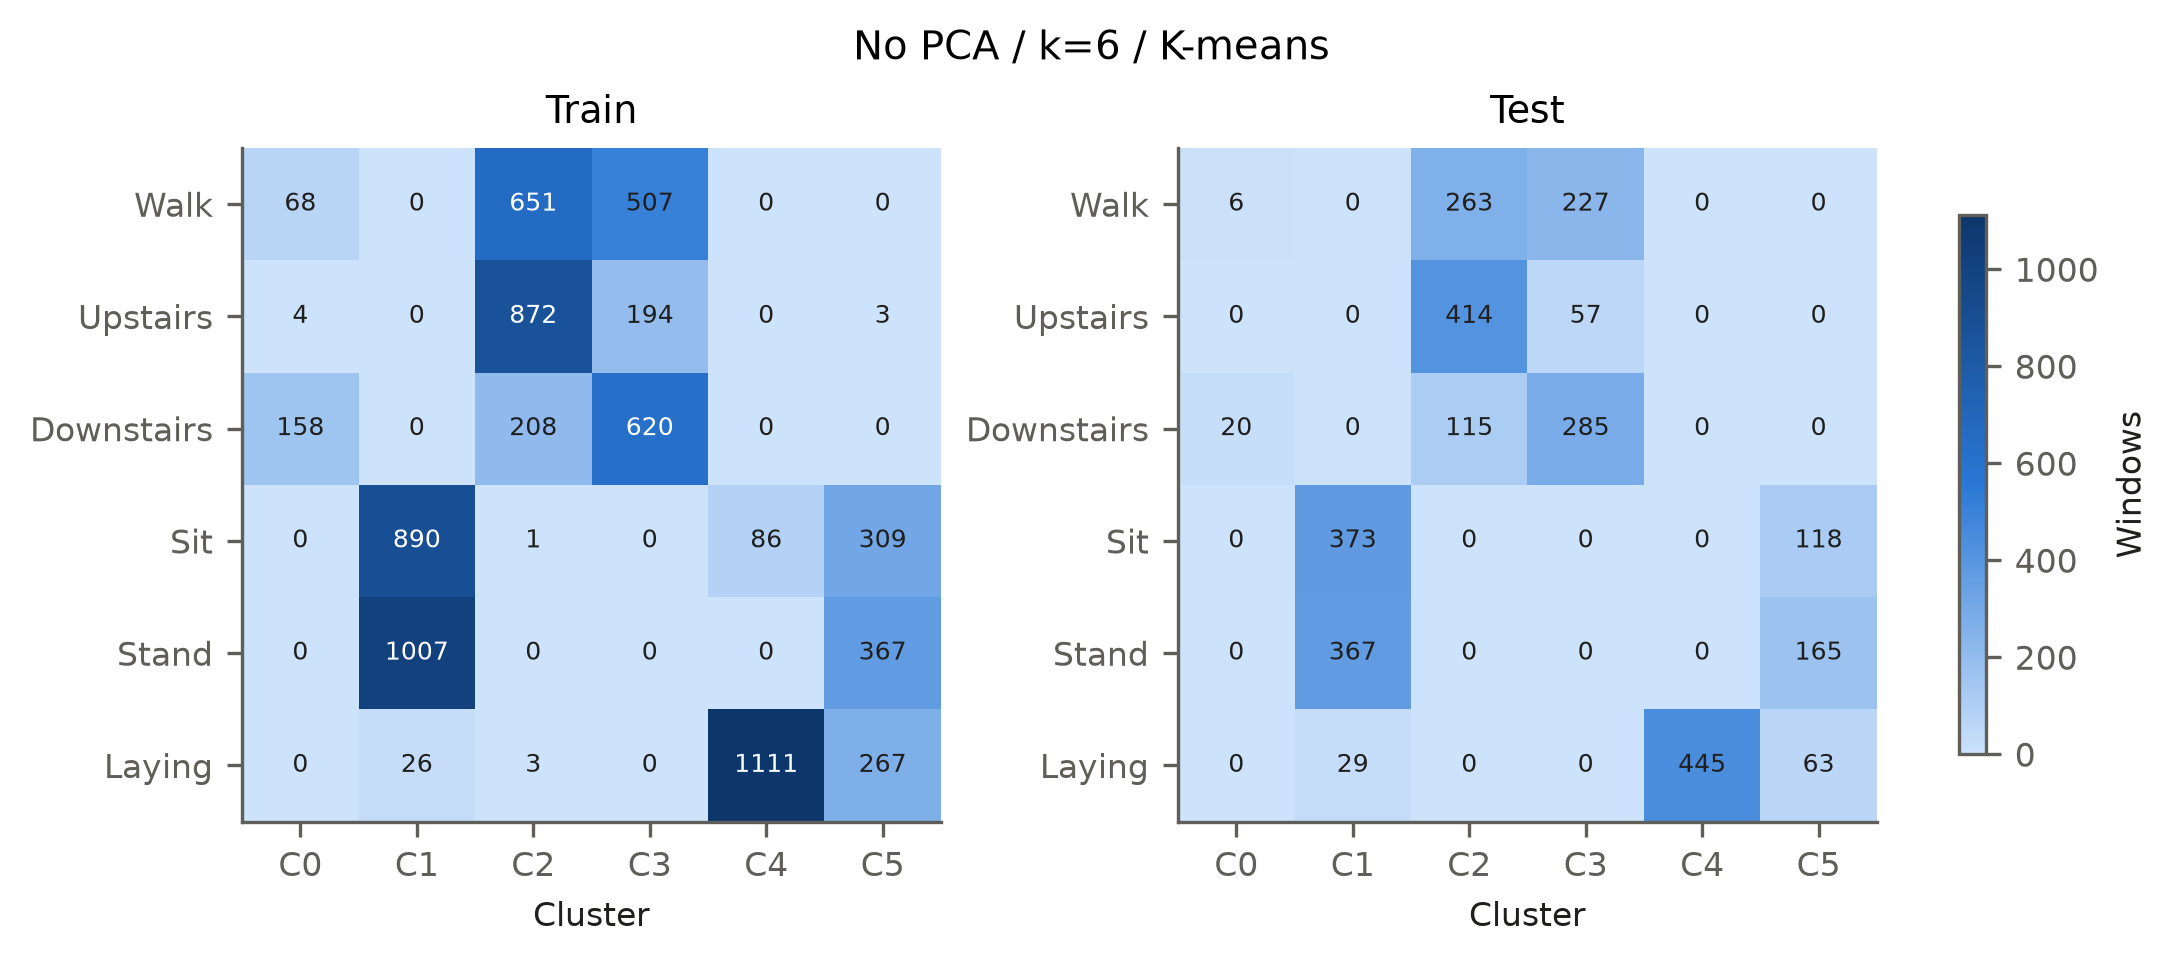 No PCA / k=6 / K-means
Train
Walk 68 0 651 507 0 0
Upstairs 4 0 872 194 0 3
Downstairs 158 0 208 620 0 0
Sit 0 890 1 0 86 309
Stand 0 1007 0 0 0 367
Laying 0 26 3 0 1111 267
C0 C1 C2 C3 C4 C5
Cluster
Test
Walk 6 0 263 227 0 0
Upstairs 0 0 414 57 0 0
Downstairs 20 0 115 285 0 0
Sit 0 373 0 0 0 118
Stand 0 367 0 0 0 165
Laying 0 29 0 0 445 63
C0 C1 C2 C3 C4 C5
Cluster
1000
800
600
400
200
0
Windows